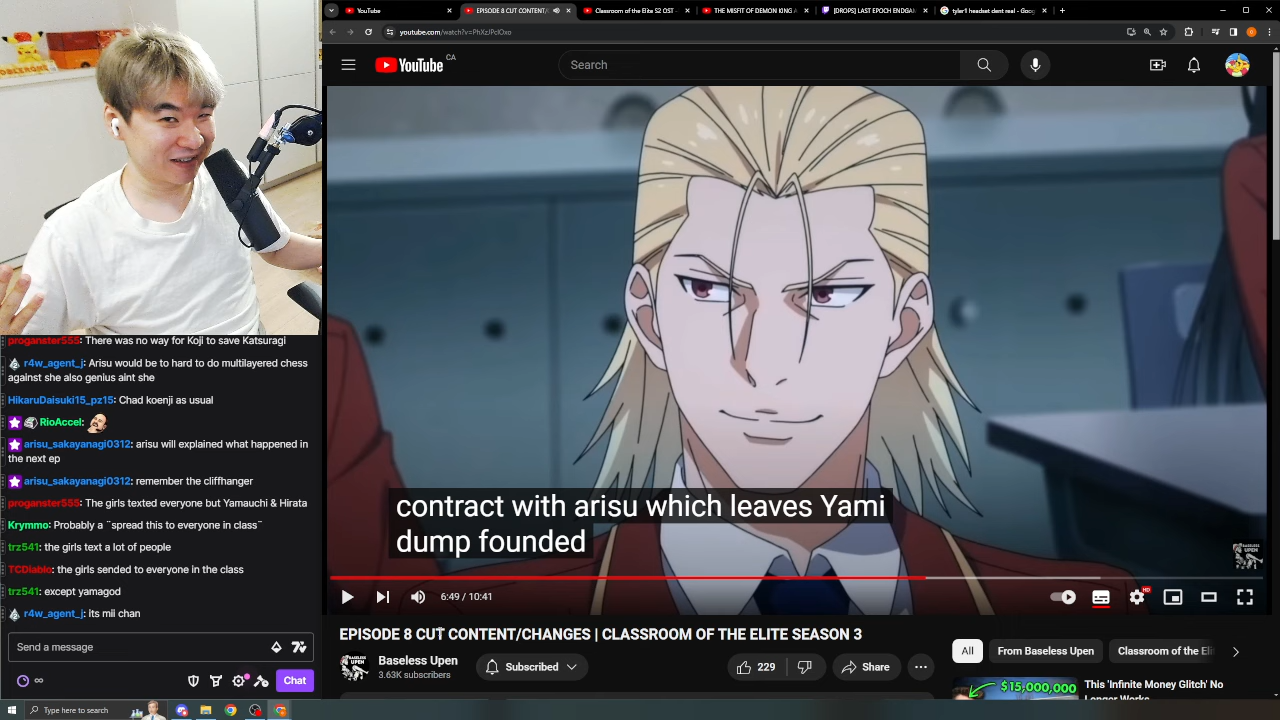 YouTube
EPISODE 8 CUT CONTENT/
Classroom of the Elite S2 OST -
THE MISFIT OF DEMON KING A
[DROPS] LAST EPOCH ENDGAM
tyler1 headset dent real - Goog
youtube.com/watch?v=PhXzJPclOxo
YouTube CA
Search
contract with arisu which leaves Yami
dump founded
BASELESS
UPEN
6:49 / 10:41
HD
EPISODE 8 CUT CONTENT/CHANGES | CLASSROOM OF THE ELITE SEASON 3
Baseless Upen
3.63K subscribers
Subscribed
229
Share
All
From Baseless Upen
Classroom of the Eli
$15,000,000
This 'Infinite Money Glitch' No
Longer Works
proganster555: There was no way for Koji to save Katsuragi
r4w_agent_j: Arisu would be to hard to do multilayered chess
against she also genius aint she
HikaruDaisuki15_pz15: Chad koenji as usual
RioAccel:
arisu_sakayanagi0312: arisu will explained what happened in
the next ep
arisu_sakayanagi0312: remember the cliffhanger
proganster555: The girls texted everyone but Yamauchi & Hirata
Krymmo: Probably a ¨spread this to everyone in class¨
trz541: the girls text a lot of people
TCDiablo: the girls sended to everyone in the class
trz541: except yamagod
r4w_agent_j: its mii chan
Send a message
∞
Chat
Type here to search